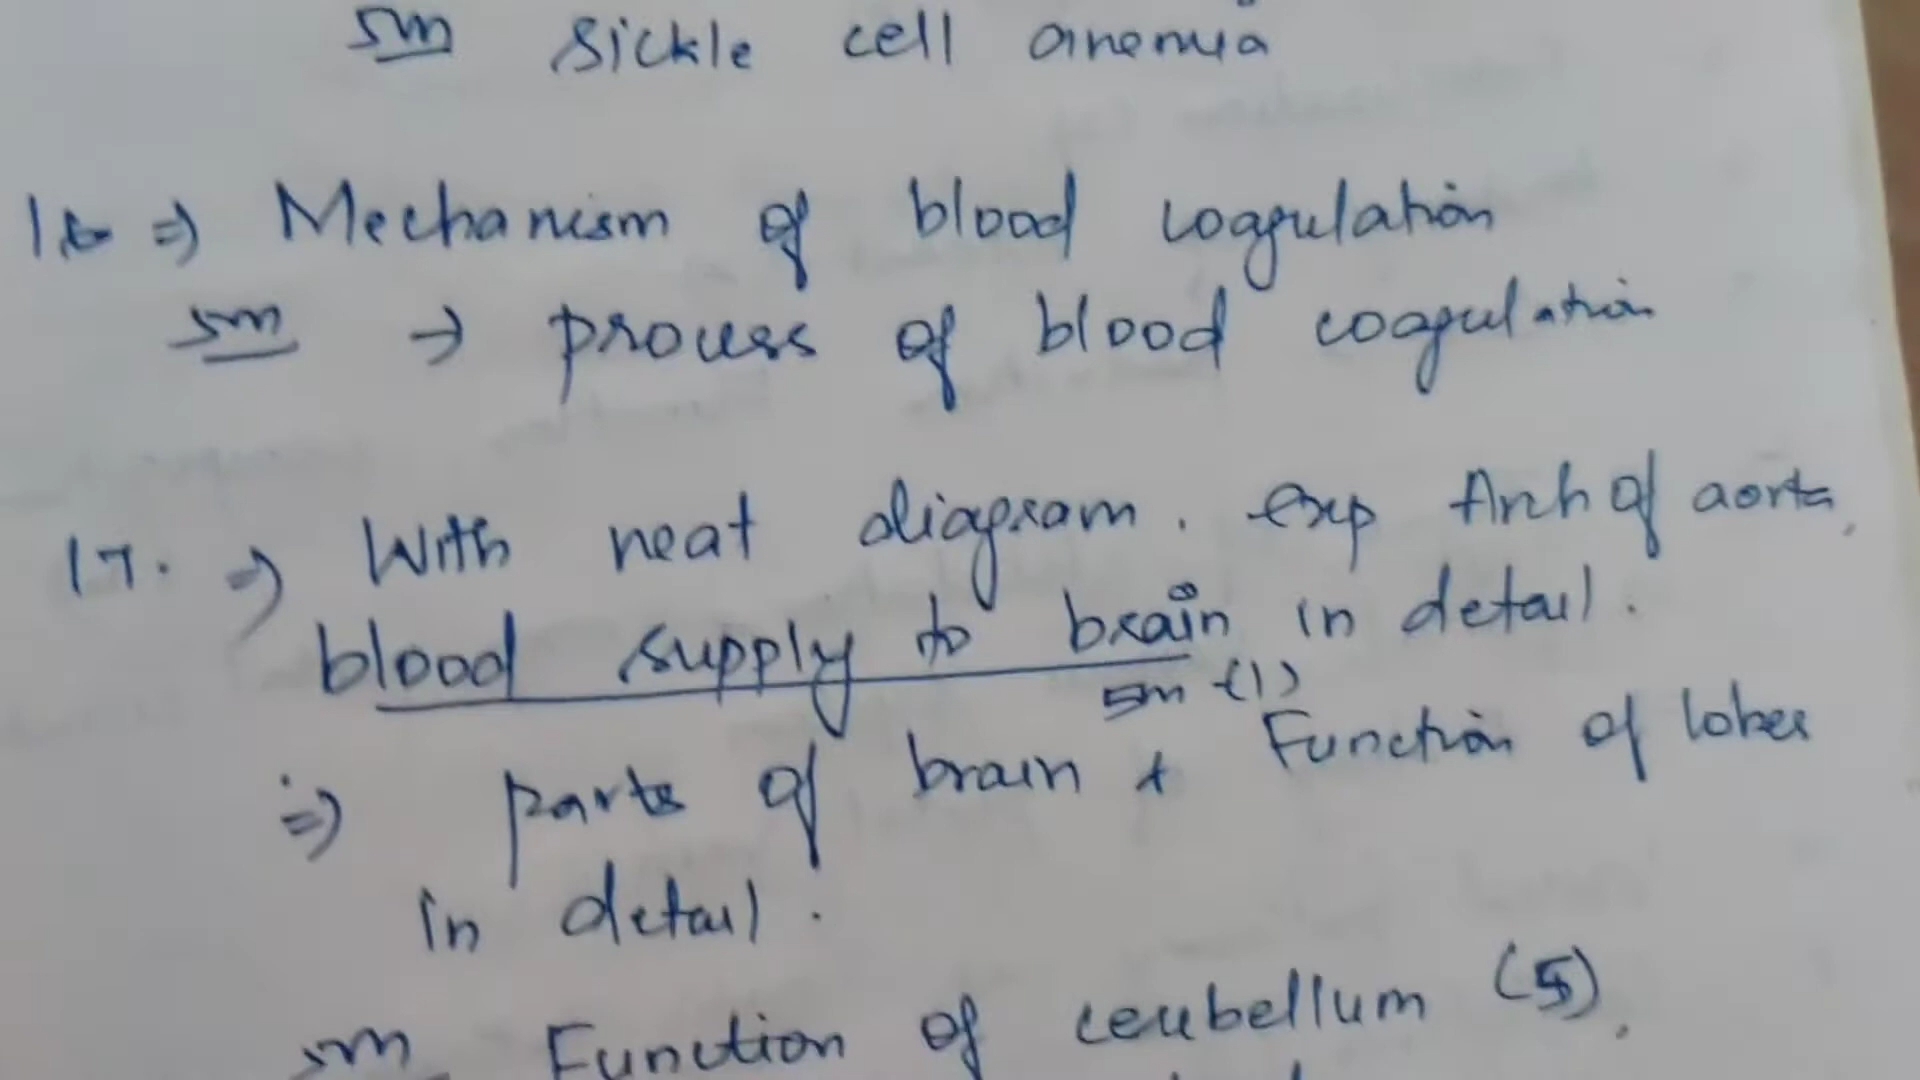 5m Sickle cell anemia
16 => Mechanism of blood coagulation
5m → process of blood coagulation
17. => With neat diagram. exp Arch of aorta,
blood supply to brain in detail.
5m (1)
=> parts of brain + Function of lobes
in detail.
5m Function of cerebellum (5).